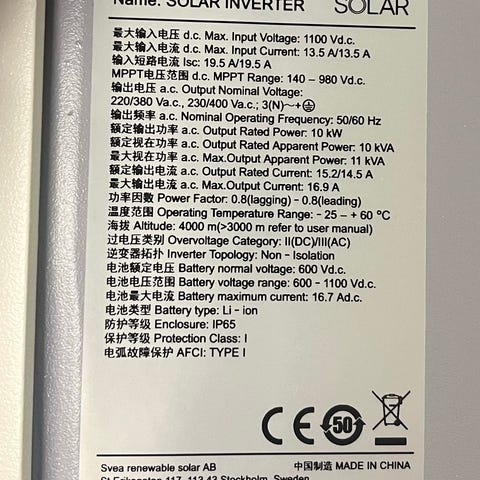 Name: SOLAR INVERTER
SOLAR
最大输入电压 d.c. Max. Input Voltage: 1100 Vd.c.
最大输入电流 d.c. Max. Input Current: 13.5 A/13.5 A
输入短路电流 Isc: 19.5 A/19.5 A
MPPT电压范围 d.c. MPPT Range: 140 – 980 Vd.c.
输出电压 a.c. Output Nominal Voltage:
220/380 Va.c., 230/400 Va.c.; 3(N)~+⏚
输出频率 a.c. Nominal Operating Frequency: 50/60 Hz
额定输出功率 a.c. Output Rated Power: 10 kW
额定视在功率 a.c. Output Rated Apparent Power: 10 kVA
最大视在功率 a.c. Max.Output Apparent Power: 11 kVA
额定输出电流 a.c. Output Rated Current: 15.2/14.5 A
最大输出电流 a.c. Max. Output Current: 16.9 A
功率因数 Power Factor: 0.8(lagging) - 0.8(leading)
温度范围 Operating Temperature Range: - 25 – + 60 °C
海拔 Altitude: 4000 m(>3000 m refer to user manual)
过电压类别 Overvoltage Category: II(DC)/III(AC)
逆变器拓扑 Inverter Topology: Non - Isolation
电池额定电压 Battery normal voltage: 600 Vd.c.
电池电压范围 Battery voltage range: 600 - 1100 Vd.c.
电池最大电流 Battery maximum current: 16.7 Ad.c.
电池类型 Battery type: Li - ion
防护等级 Enclosure: IP65
保护等级 Protection Class: I
电弧故障保护 AFCI: TYPE I
CE 50
Svea renewable solar AB
中国制造 MADE IN CHINA
St Eriksgatan 117, 113 43 Stockholm, Sweden